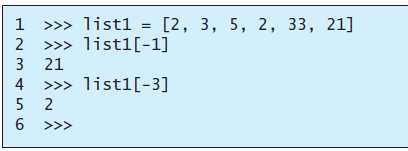 1 >>> list1 = [2, 3, 5, 2, 33, 21]
2 >>> list1[-1]
3 21
4 >>> list1[-3]
5 2
6 >>>